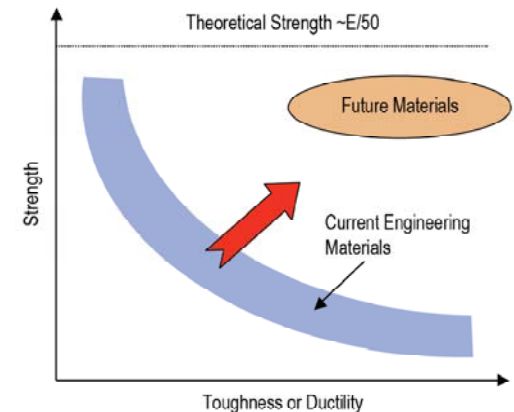 Theoretical Strength ~E/50
Future Materials
Strength
Current Engineering
Materials
Toughness or Ductility